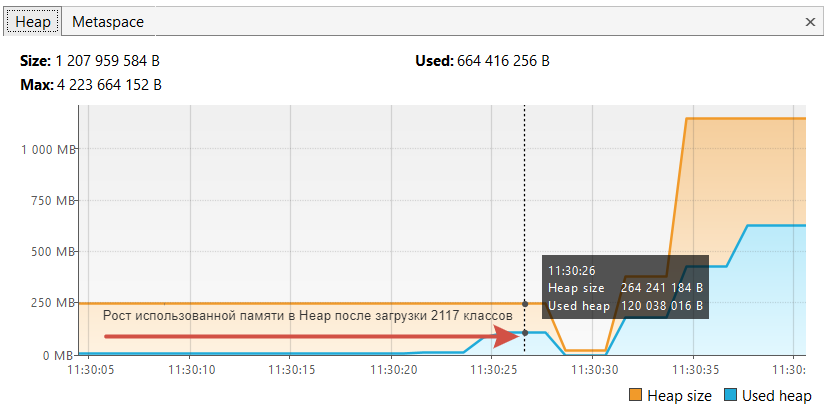 Heap Metaspace
Size: 1 207 959 584 B Used: 664 416 256 B
Max: 4 223 664 152 B
1 000 MB
750 MB
500 MB
250 MB
0 MB
11:30:26
Heap size 264 241 184 B
Used heap 120 038 016 B
Рост использованной памяти в Heap после загрузки 2117 классов
11:30:05 11:30:10 11:30:15 11:30:20 11:30:25 11:30:30 11:30:35 11:30:
Heap size Used heap